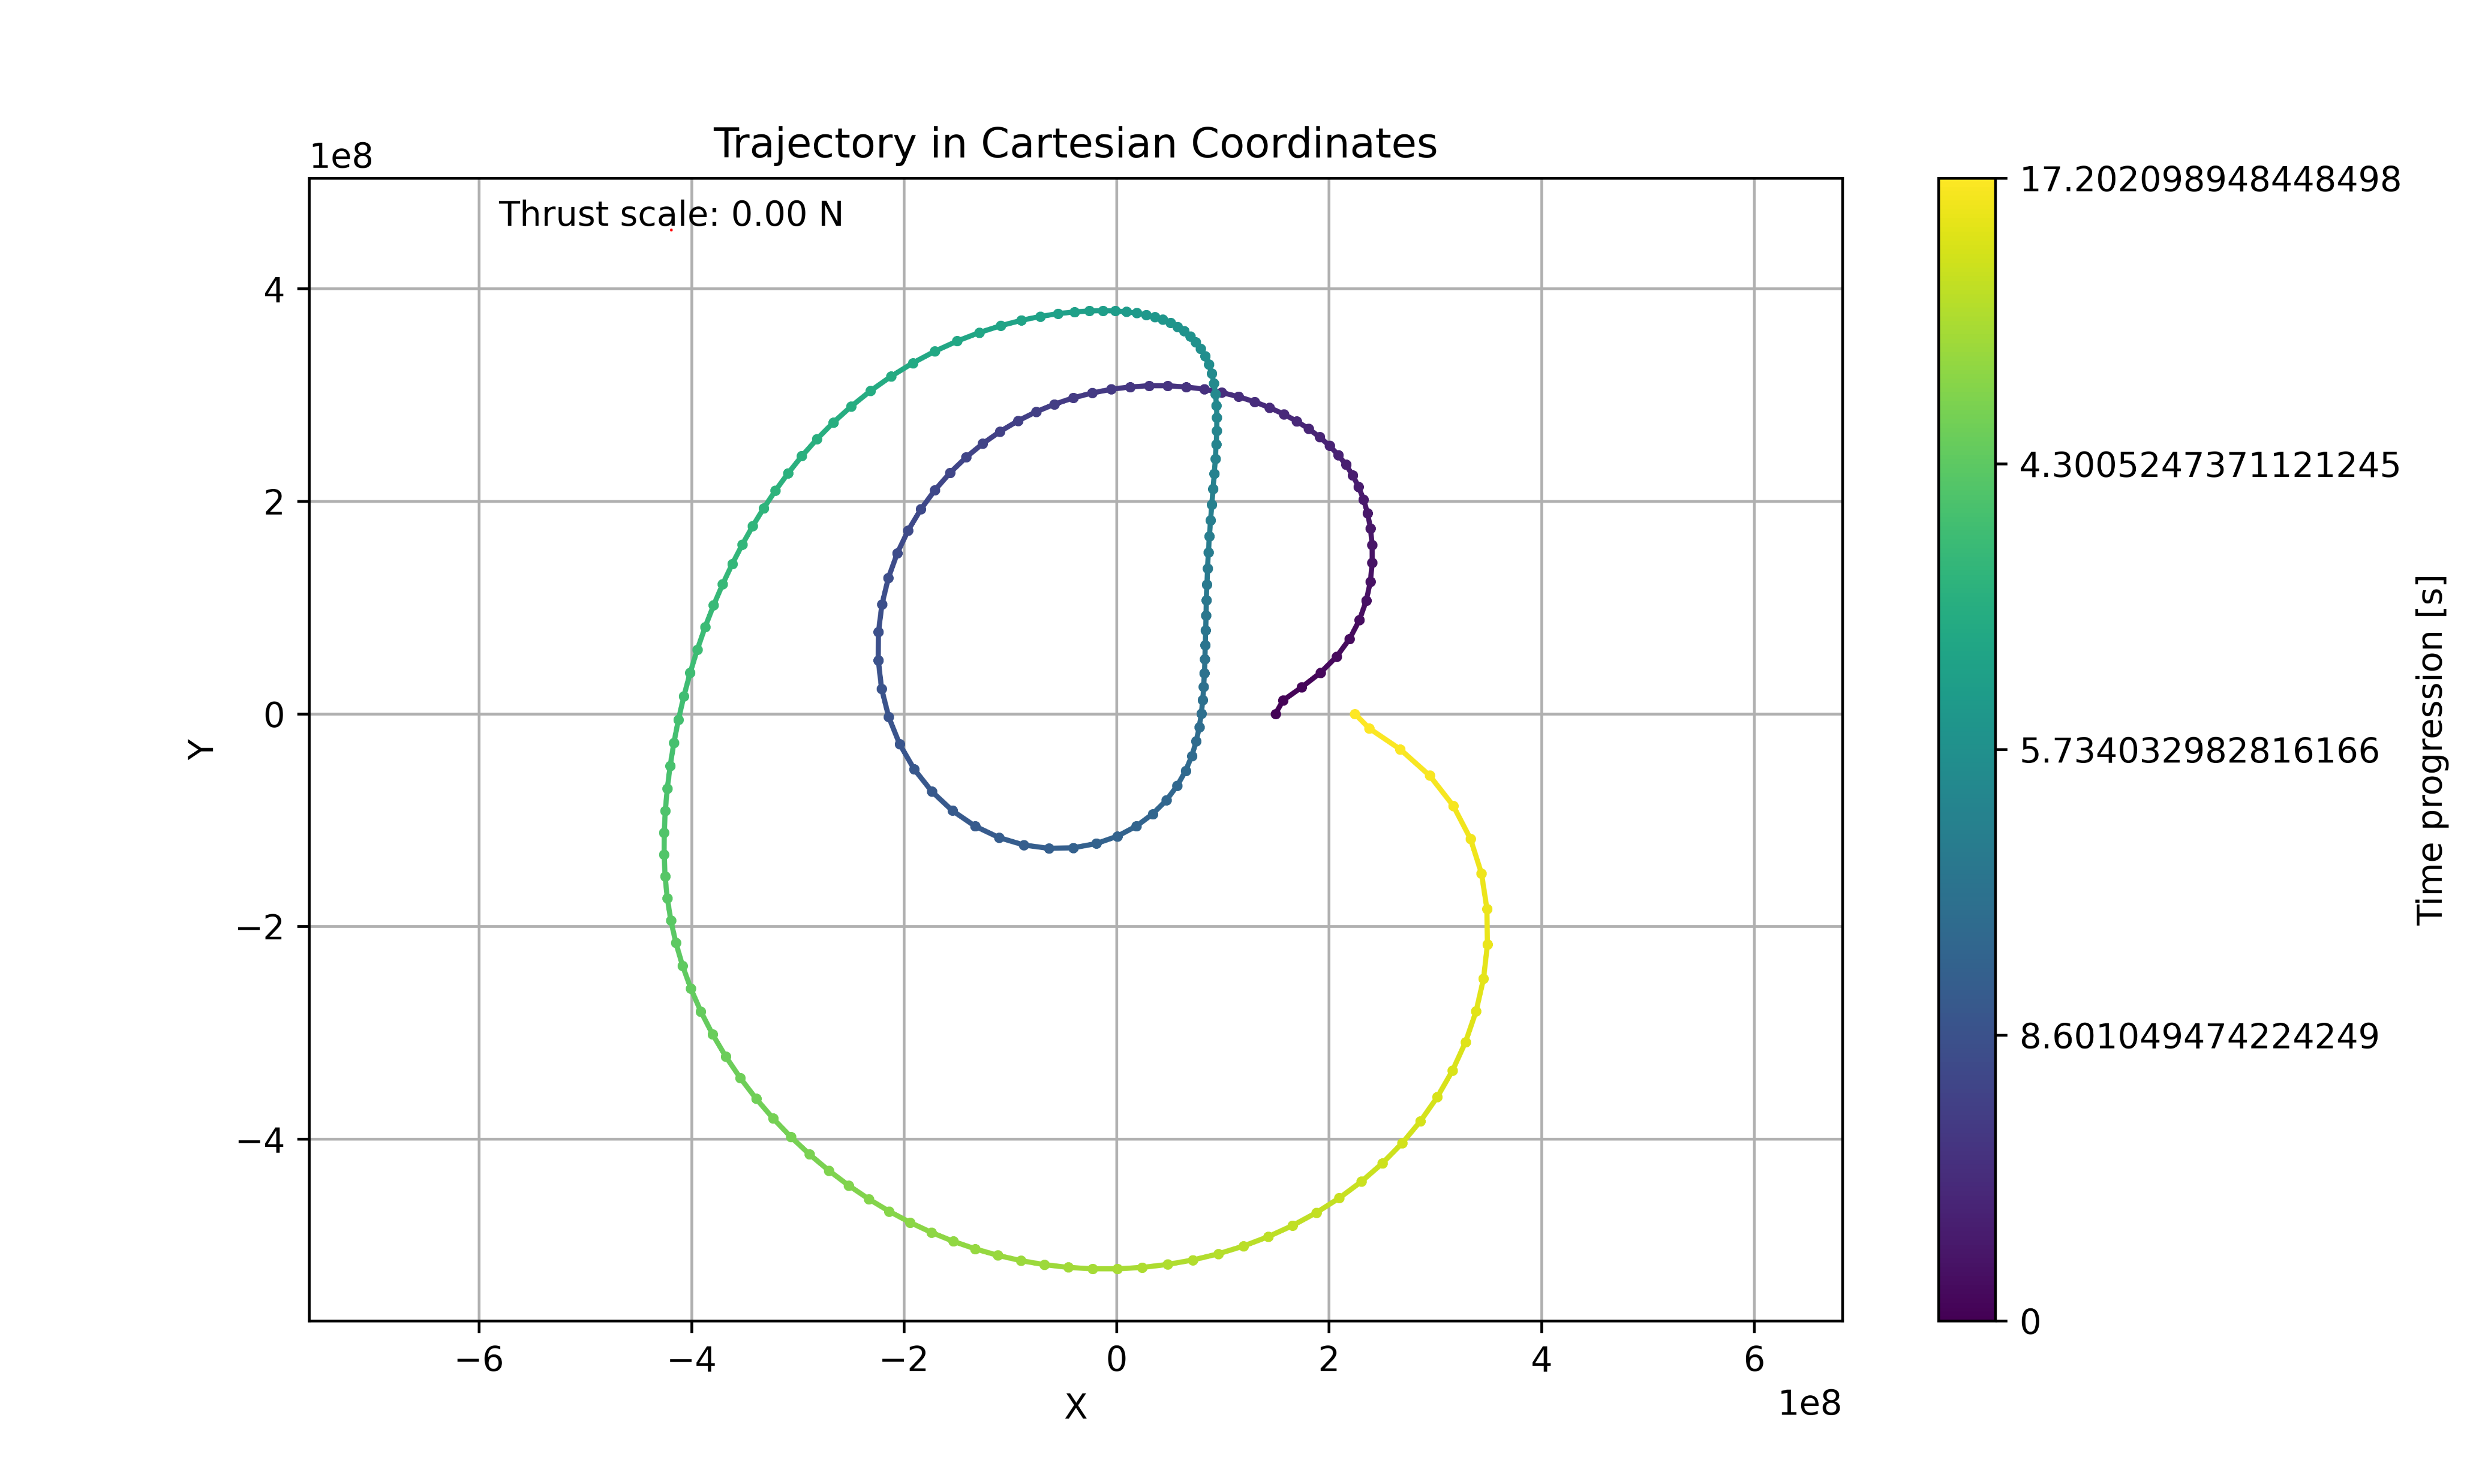 Trajectory in Cartesian Coordinates
1e8
Thrust scale: 0.00 N
4
2
0
−2
−4
Y
−6
−4
−2
0
2
4
6
1e8
X
17.202098948448498
4.3005247371121245
5.734032982816166
8.601049474224249
0
Time progression [s]